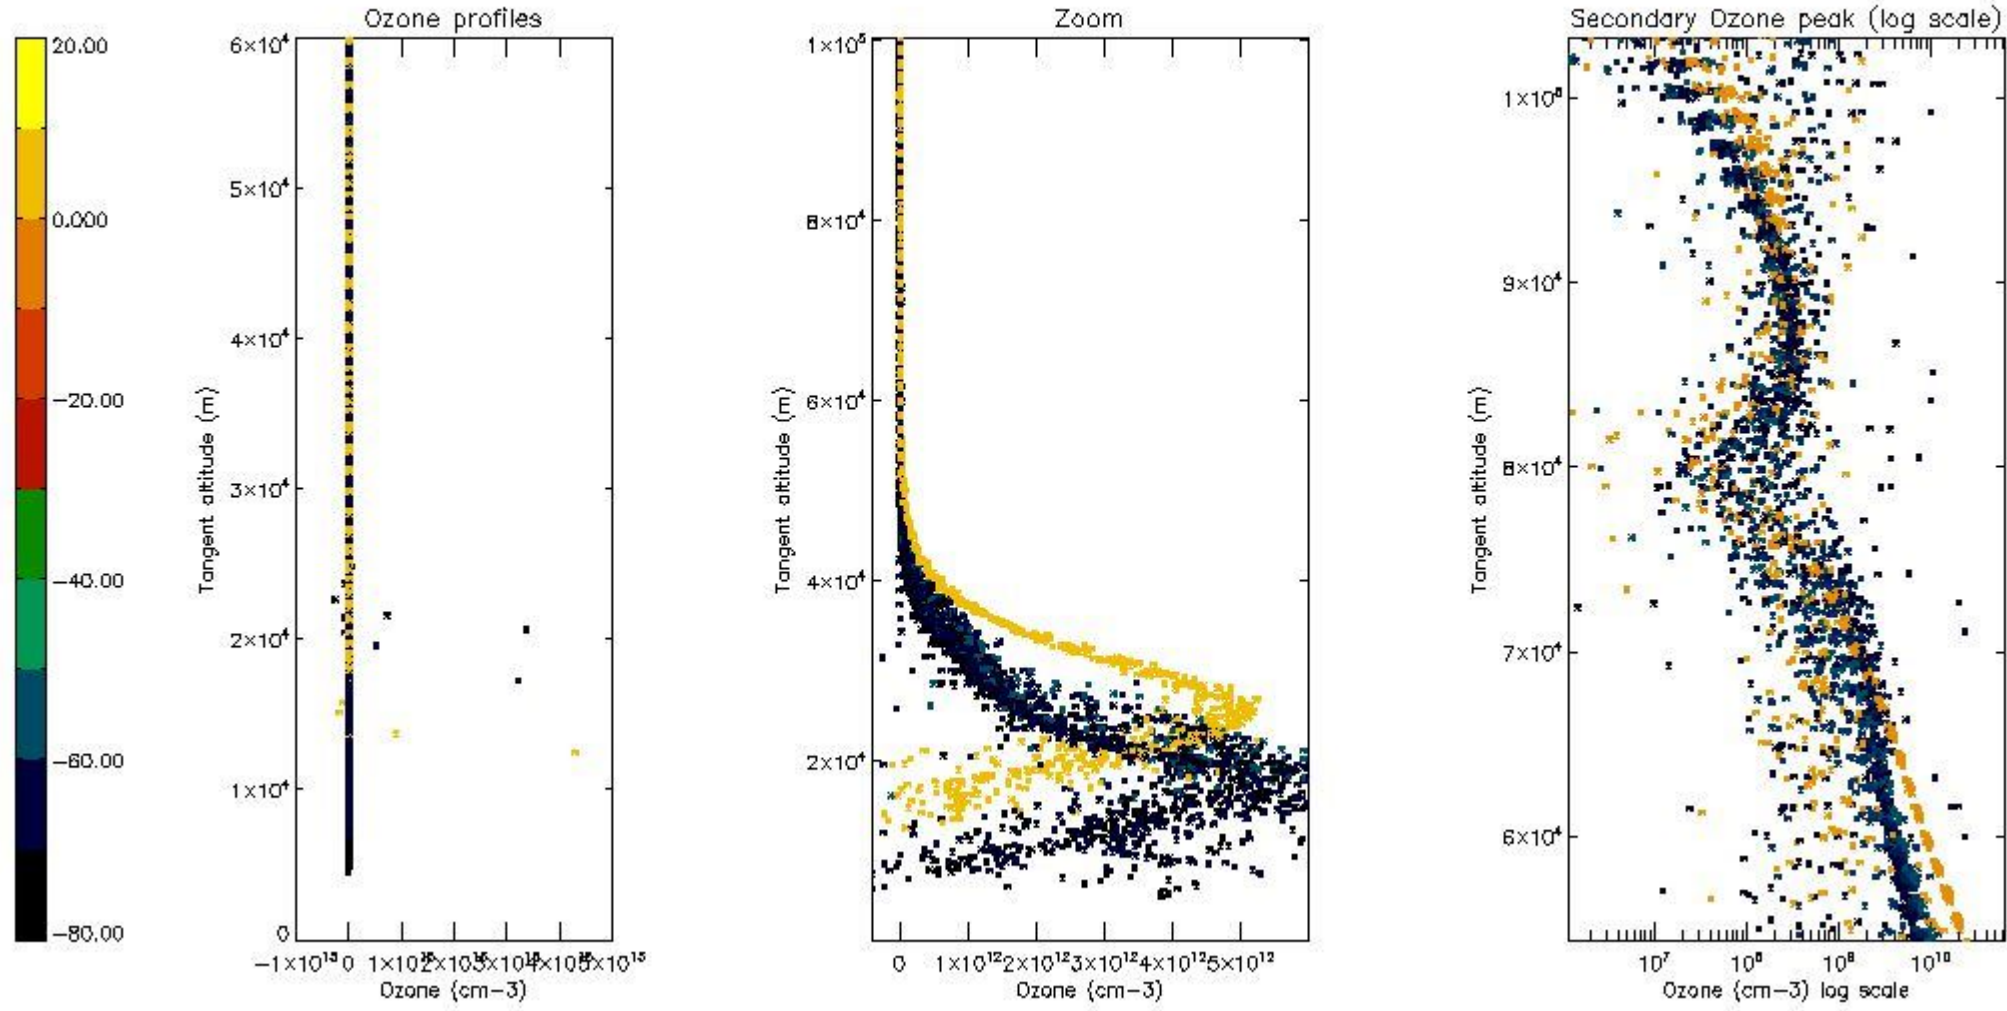 Ozone profiles
Zoom
Secondary Ozone peak (log scale)
20.00
0.000
−20.00
−40.00
−60.00
−80.00
6×10⁴
5×10⁴
4×10⁴
3×10⁴
2×10⁴
1×10⁴
0
Tangent altitude (m)
−1×10¹⁵ 0
5×10¹⁵
Ozone (cm−3)
1×10⁵
8×10⁴
6×10⁴
4×10⁴
2×10⁴
Tangent altitude (m)
0 1×10¹² 2×10¹² 3×10¹² 4×10¹² 5×10¹²
Ozone (cm−3)
1×10⁵
9×10⁴
8×10⁴
7×10⁴
6×10⁴
Tangent altitude (m)
10⁷ 10⁸ 10⁹ 10¹⁰
Ozone (cm−3) log scale